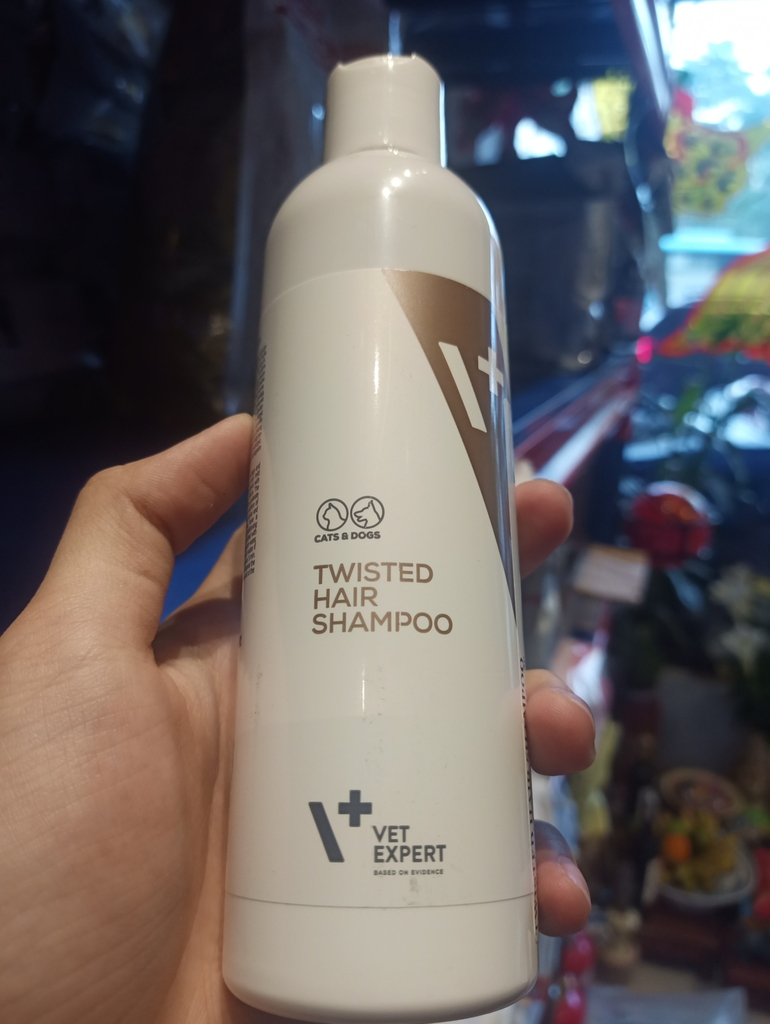 V+
CATS & DOGS
TWISTED
HAIR
SHAMPOO
V+
VET
EXPERT
BASED ON EVIDENCE